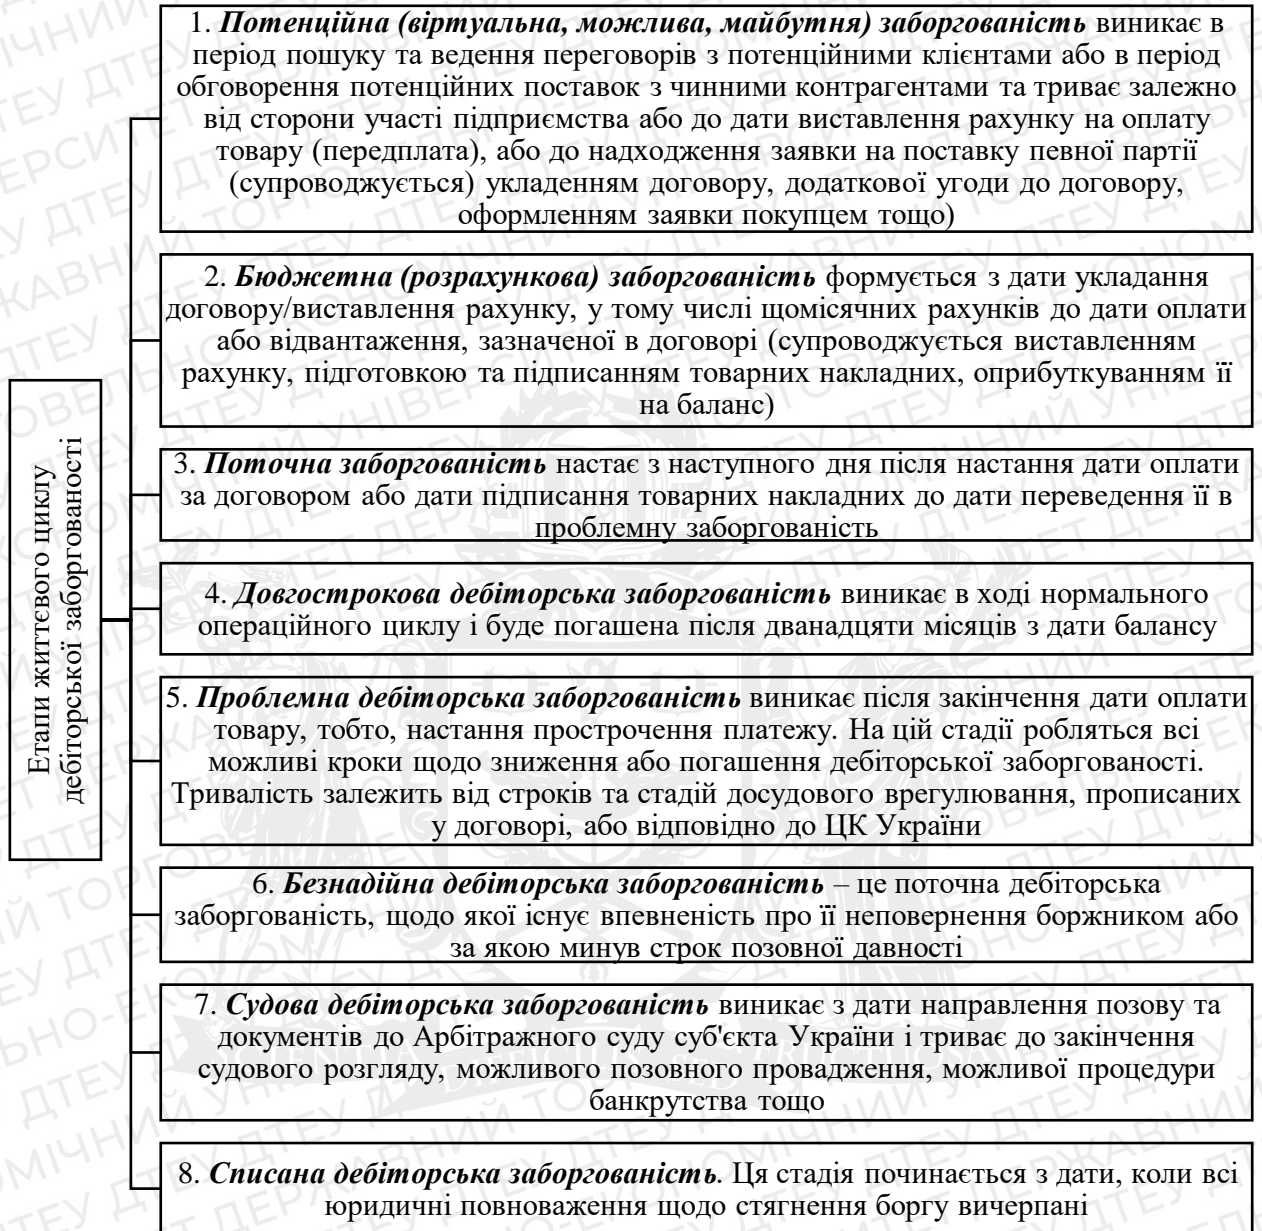 Етапи життєвого циклу
дебіторської заборгованості
1. Потенційна (віртуальна, можлива, майбутня) заборгованість виникає в
період пошуку та ведення переговорів з потенційними клієнтами або в період
обговорення потенційних поставок з чинними контрагентами та триває залежно
від сторони участі підприємства або до дати виставлення рахунку на оплату
товару (передплата), або до надходження заявки на поставку певної партії
(супроводжується) укладенням договору, додаткової угоди до договору,
оформленням заявки покупцем тощо)
2. Бюджетна (розрахункова) заборгованість формується з дати укладання
договору/виставлення рахунку, у тому числі щомісячних рахунків до дати оплати
або відвантаження, зазначеної в договорі (супроводжується виставленням
рахунку, підготовкою та підписанням товарних накладних, оприбуткуванням її
на баланс)
3. Поточна заборгованість настає з наступного дня після настання дати оплати
за договором або дати підписання товарних накладних до дати переведення її в
проблемну заборгованість
4. Довгострокова дебіторська заборгованість виникає в ході нормального
операційного циклу і буде погашена після дванадцяти місяців з дати балансу
5. Проблемна дебіторська заборгованість виникає після закінчення дати оплати
товару, тобто, настання прострочення платежу. На цій стадії робляться всі
можливі кроки щодо зниження або погашення дебіторської заборгованості.
Тривалість залежить від строків та стадій досудового врегулювання, прописаних
у договорі, або відповідно до ЦК України
6. Безнадійна дебіторська заборгованість – це поточна дебіторська
заборгованість, щодо якої існує впевненість про її неповернення боржником або
за якою минув строк позовної давності
7. Судова дебіторська заборгованість виникає з дати направлення позову та
документів до Арбітражного суду суб'єкта України і триває до закінчення
судового розгляду, можливого позовного провадження, можливої процедури
банкрутства тощо
8. Списана дебіторська заборгованість. Ця стадія починається з дати, коли всі
юридичні повноваження щодо стягнення боргу вичерпані